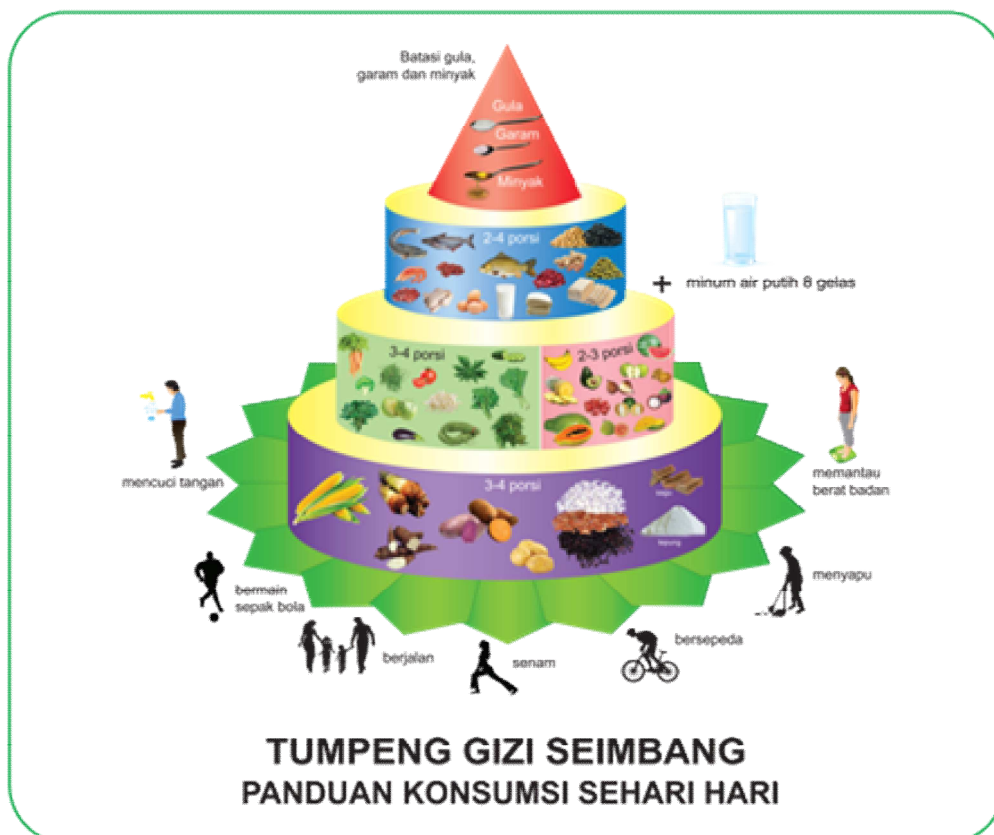 Batasi gula,
garam dan minyak
Gula
Garam
Minyak
2-4 porsi
+
minum air putih 8 gelas
3-4 porsi
2-3 porsi
mencuci tangan
memantau
berat badan
3-4 porsi
tepung
bermain
sepak bola
menyapu
berjalan
senam
bersepeda
TUMPENG GIZI SEIMBANG
PANDUAN KONSUMSI SEHARI HARI